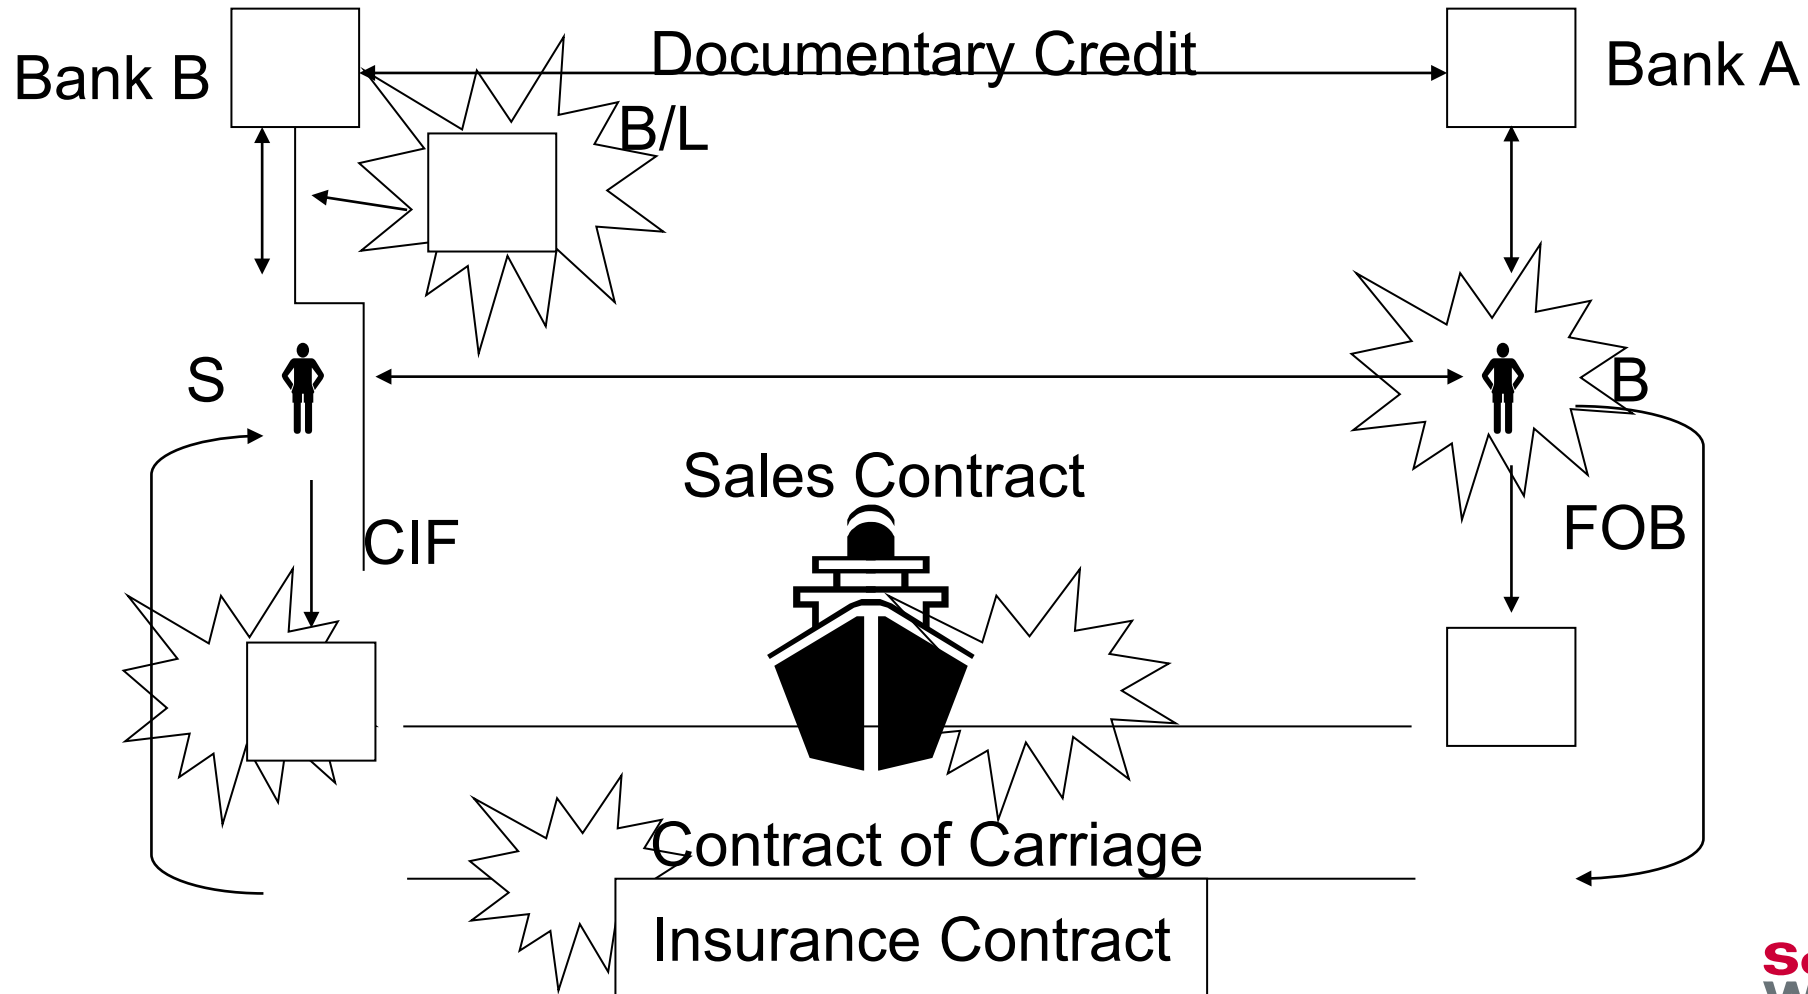 Bank B
Documentary Credit
Bank A
B/L
S
B
Sales Contract
CIF
FOB
Contract of Carriage
Insurance Contract